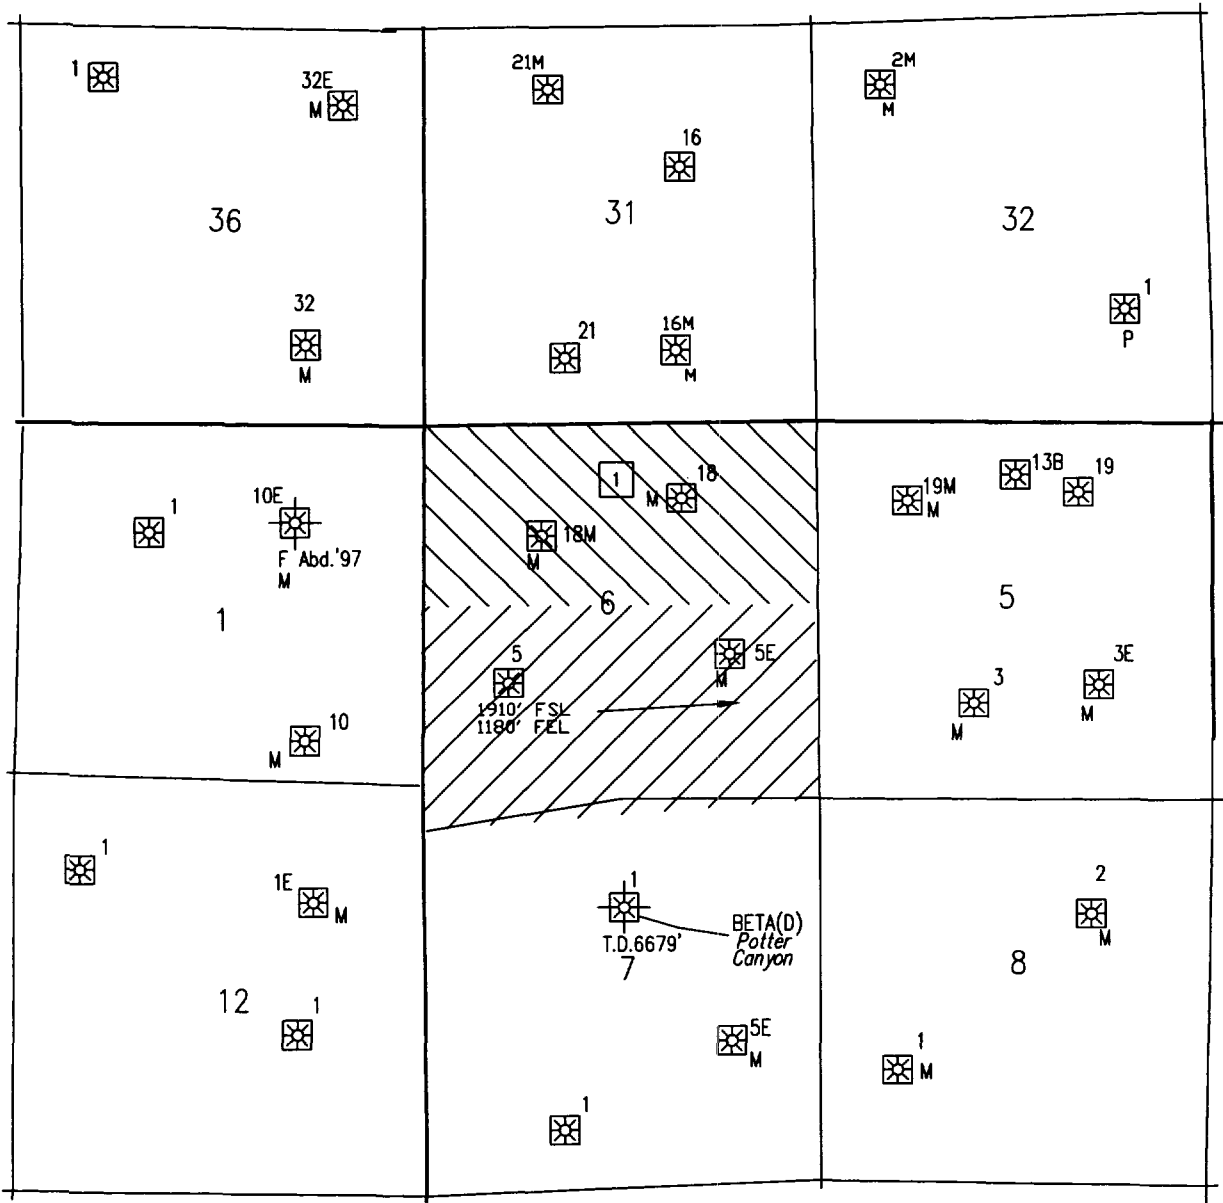 1
32E
M
36
32
M
21M
16
31
21
16M
M
2M
M
32
1
P
1
10E
F Abd.'97
M
1
10
M
1
18
M
18M
M
6
5
5E
M
1910' FSL
1180' FEL
19M
M
13B
19
5
3
M
3E
M
1
1E
M
12
1
1
T.D.6679'
BETA(D)
Potter
Canyon
7
5E
M
1
2
M
8
1
M